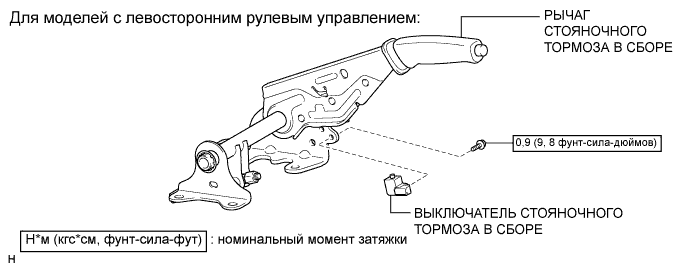 Для моделей с левосторонним рулевым управлением:
РЫЧАГ
СТОЯНОЧНОГО
ТОРМОЗА В СБОРЕ
0,9 (9, 8 фунт-сила-дюймов)
ВЫКЛЮЧАТЕЛЬ СТОЯНОЧНОГО
ТОРМОЗА В СБОРЕ
Н*м (кгс*см, фунт-сила-фут) : номинальный момент затяжки
н